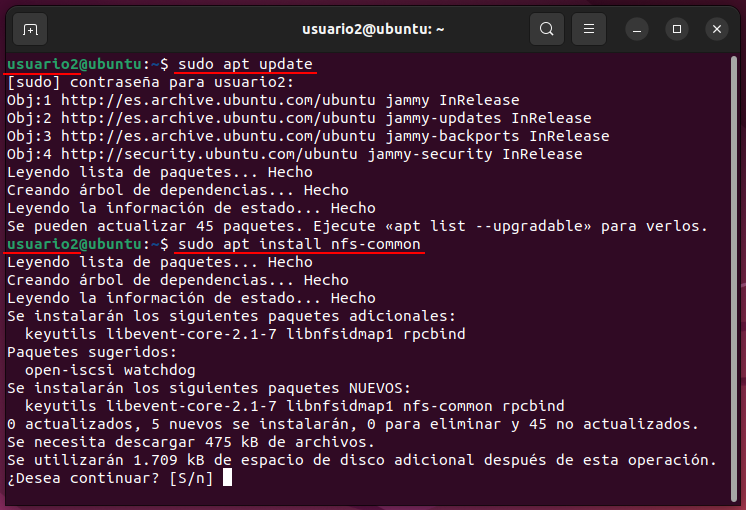 usuario2@ubuntu: ~
usuario2@ubuntu:~$ sudo apt update
[sudo] contraseña para usuario2:
Obj:1 http://es.archive.ubuntu.com/ubuntu jammy InRelease
Obj:2 http://es.archive.ubuntu.com/ubuntu jammy-updates InRelease
Obj:3 http://es.archive.ubuntu.com/ubuntu jammy-backports InRelease
Obj:4 http://security.ubuntu.com/ubuntu jammy-security InRelease
Leyendo lista de paquetes... Hecho
Creando árbol de dependencias... Hecho
Leyendo la información de estado... Hecho
Se pueden actualizar 45 paquetes. Ejecute «apt list --upgradable» para verlos.
usuario2@ubuntu:~$ sudo apt install nfs-common
Leyendo lista de paquetes... Hecho
Creando árbol de dependencias... Hecho
Leyendo la información de estado... Hecho
Se instalarán los siguientes paquetes adicionales:
  keyutils libevent-core-2.1-7 libnfsidmap1 rpcbind
Paquetes sugeridos:
  open-iscsi watchdog
Se instalarán los siguientes paquetes NUEVOS:
  keyutils libevent-core-2.1-7 libnfsidmap1 nfs-common rpcbind
0 actualizados, 5 nuevos se instalarán, 0 para eliminar y 45 no actualizados.
Se necesita descargar 475 kB de archivos.
Se utilizarán 1.709 kB de espacio de disco adicional después de esta operación.
¿Desea continuar? [S/n]